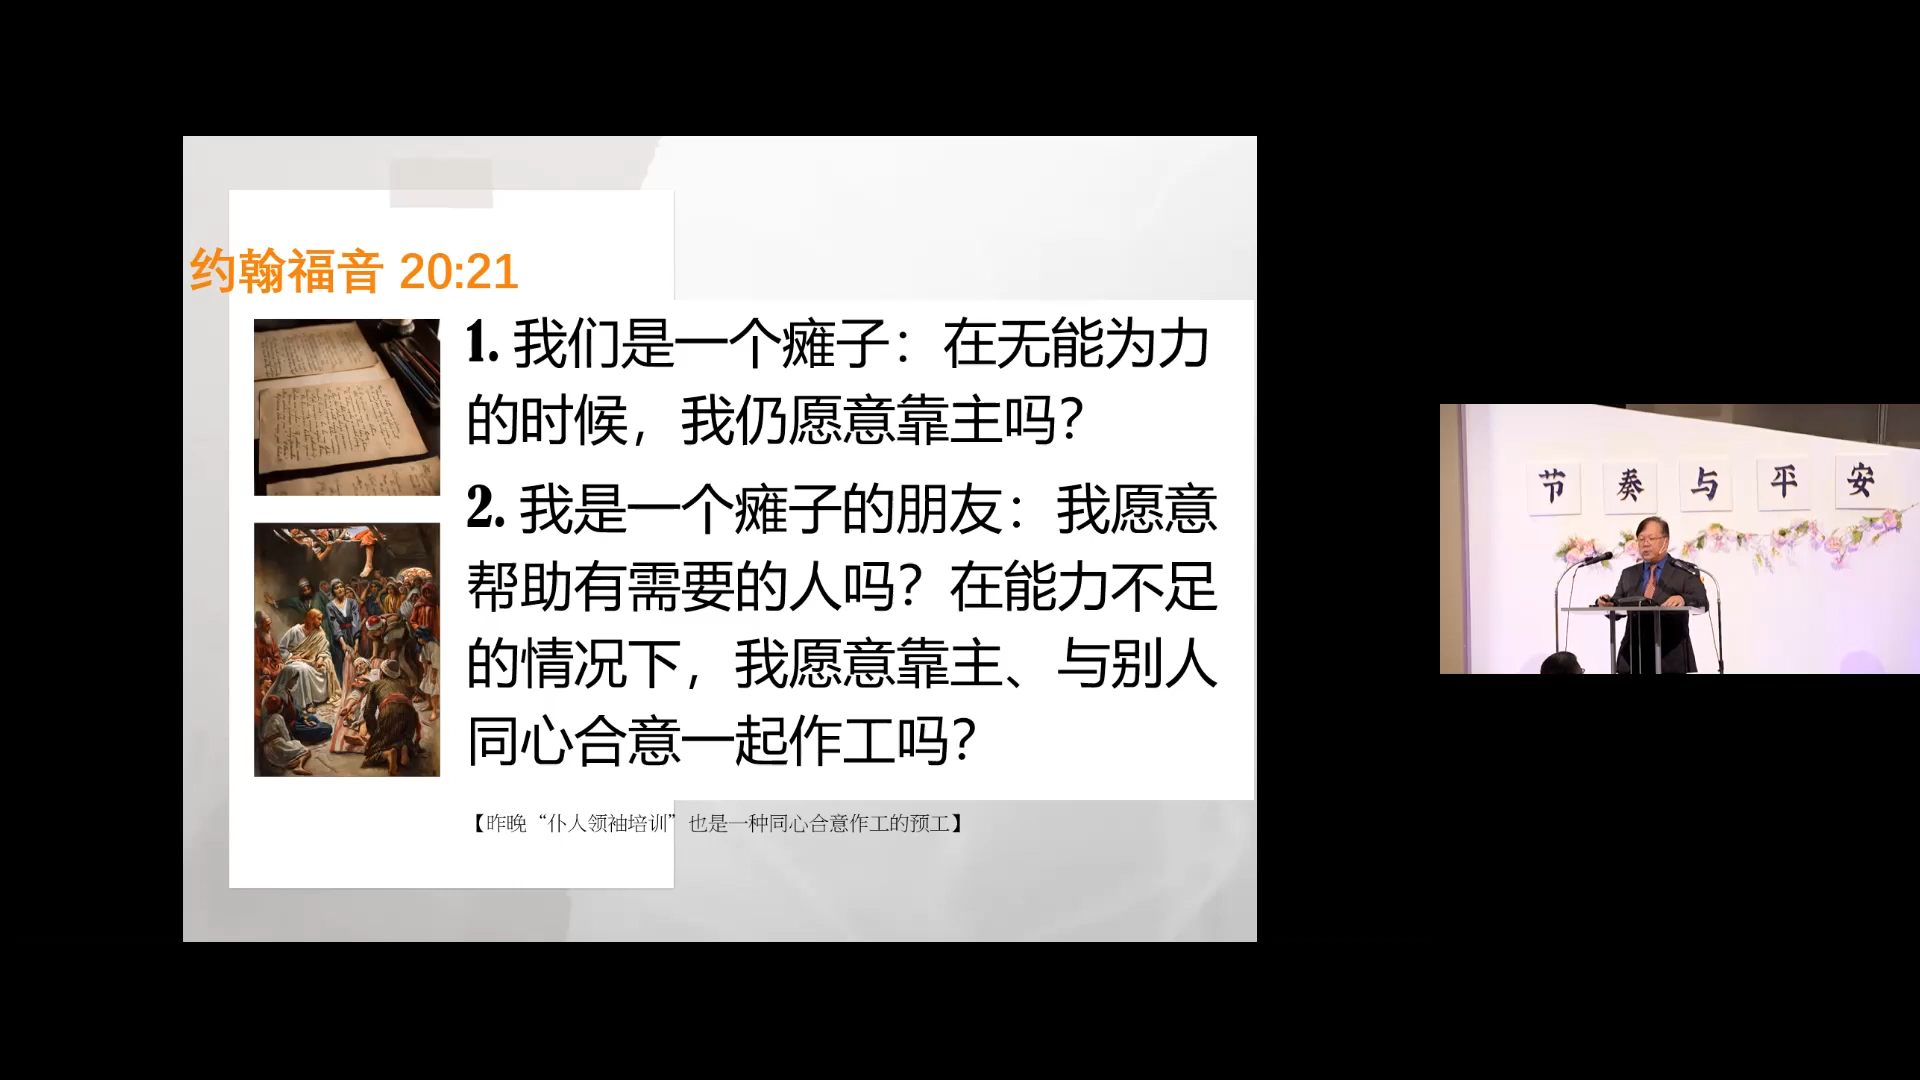 约翰福音 20:21
1. 我们是一个瘫子：在无能为力
的时候，我仍愿意靠主吗？
2. 我是一个瘫子的朋友：我愿意
帮助有需要的人吗？在能力不足
的情况下，我愿意靠主、与别人
同心合意一起作工吗？
【昨晚“仆人领袖培训”也是一种同心合意作工的预工】
节奏与平安